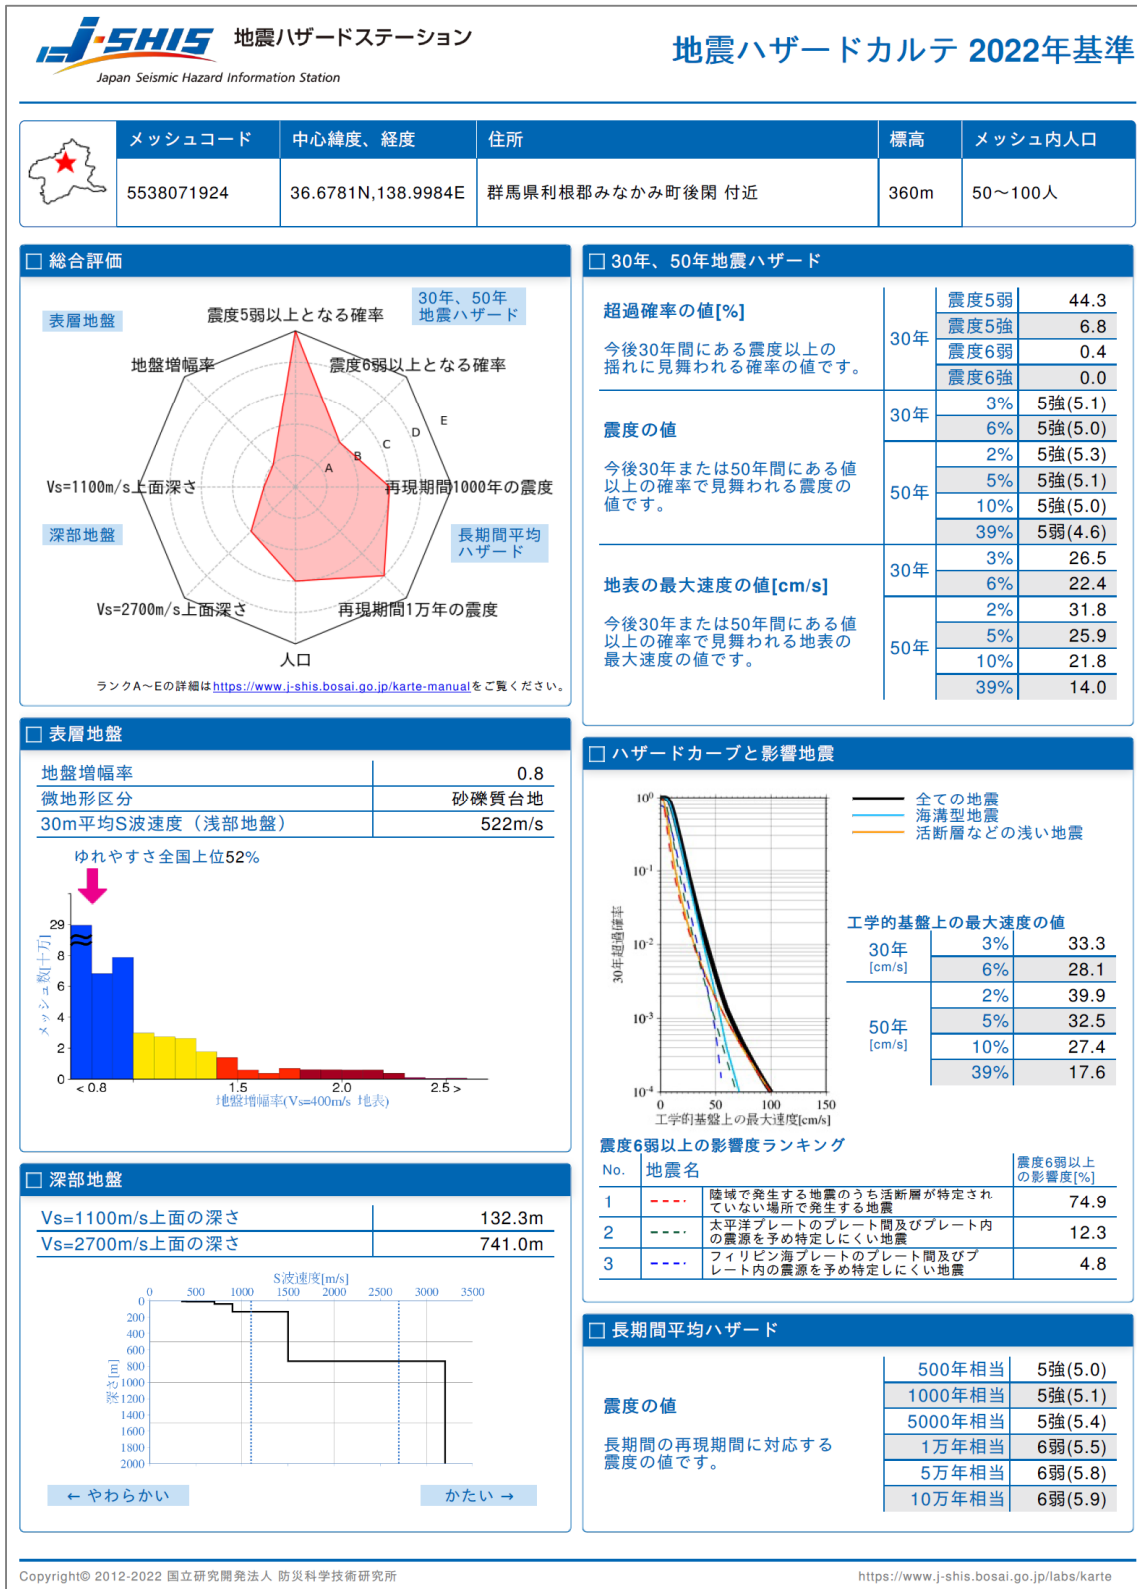 J-SHIS 地震ハザードステーション
Japan Seismic Hazard Information Station
地震ハザードカルテ 2022年基準
メッシュコード 中心緯度、経度 住所 標高 メッシュ内人口
5538071924 36.6781N,138.9984E 群馬県利根郡みなかみ町後閑 付近 360m 50～100人
総合評価
表層地盤
30年、50年
地震ハザード
震度5弱以上となる確率
地盤増幅率
震度6弱以上となる確率
A B C D E
Vs=1100m/s上面深さ
再現期間1000年の震度
深部地盤
長期間平均
ハザード
Vs=2700m/s上面深さ
再現期間1万年の震度
人口
ランクA～Eの詳細はhttps://www.j-shis.bosai.go.jp/karte-manualをご覧ください。
30年、50年地震ハザード
超過確率の値[%]
今後30年間にある震度以上の
揺れに見舞われる確率の値です。
30年
震度5弱 44.3
震度5強 6.8
震度6弱 0.4
震度6強 0.0
震度の値
今後30年または50年間にある値
以上の確率で見舞われる震度の
値です。
30年
3% 5強(5.1)
6% 5強(5.0)
50年
2% 5強(5.3)
5% 5強(5.1)
10% 5強(5.0)
39% 5弱(4.6)
地表の最大速度の値[cm/s]
今後30年または50年間にある値
以上の確率で見舞われる地表の
最大速度の値です。
30年
3% 26.5
6% 22.4
50年
2% 31.8
5% 25.9
10% 21.8
39% 14.0
表層地盤
地盤増幅率 0.8
微地形区分 砂礫質台地
30m平均S波速度（浅部地盤） 522m/s
ゆれやすさ全国上位52%
メッシュ数[十万]
29
8
6
4
2
0
< 0.8 1.5 2.0 2.5 >
地盤増幅率(Vs=400m/s 地表)
深部地盤
Vs=1100m/s上面の深さ 132.3m
Vs=2700m/s上面の深さ 741.0m
S波速度[m/s]
0 500 1000 1500 2000 2500 3000 3500
深さ[m]
0
200
400
600
800
1000
1200
1400
1600
1800
2000
← やわらかい かたい →
ハザードカーブと影響地震
30年超過確率
10⁰
10⁻¹
10⁻²
10⁻³
10⁻⁴
0 50 100 150
工学的基盤上の最大速度[cm/s]
全ての地震
海溝型地震
活断層などの浅い地震
工学的基盤上の最大速度の値
30年
[cm/s]
3% 33.3
6% 28.1
50年
[cm/s]
2% 39.9
5% 32.5
10% 27.4
39% 17.6
震度6弱以上の影響度ランキング
No. 地震名 震度6弱以上
の影響度[%]
1 陸域で発生する地震のうち活断層が特定され
ていない場所で発生する地震 74.9
2 太平洋プレートのプレート間及びプレート内
の震源を予め特定しにくい地震 12.3
3 フィリピン海プレートのプレート間及びプ
レート内の震源を予め特定しにくい地震 4.8
長期間平均ハザード
震度の値
長期間の再現期間に対応する
震度の値です。
500年相当 5強(5.0)
1000年相当 5強(5.1)
5000年相当 5強(5.4)
1万年相当 6弱(5.5)
5万年相当 6弱(5.8)
10万年相当 6弱(5.9)
Copyright© 2012-2022 国立研究開発法人 防災科学技術研究所
https://www.j-shis.bosai.go.jp/labs/karte